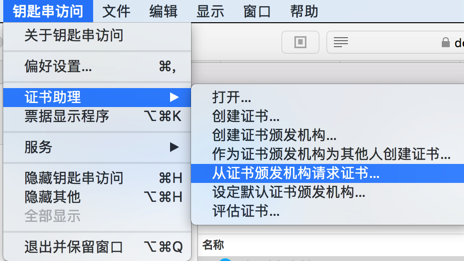 钥匙串访问 文件 编辑 显示 窗口 帮助
关于钥匙串访问
偏好设置... ⌘,
证书助理 ▶
票据显示程序 ⌥⌘K
服务 ▶
隐藏钥匙串访问 ⌘H
隐藏其他 ⌥⌘H
全部显示
退出并保留窗口 ⌥⌘Q
打开...
创建证书...
创建证书颁发机构...
作为证书颁发机构为其他人创建证书...
从证书颁发机构请求证书...
设定默认证书颁发机构...
评估证书...
de
名称